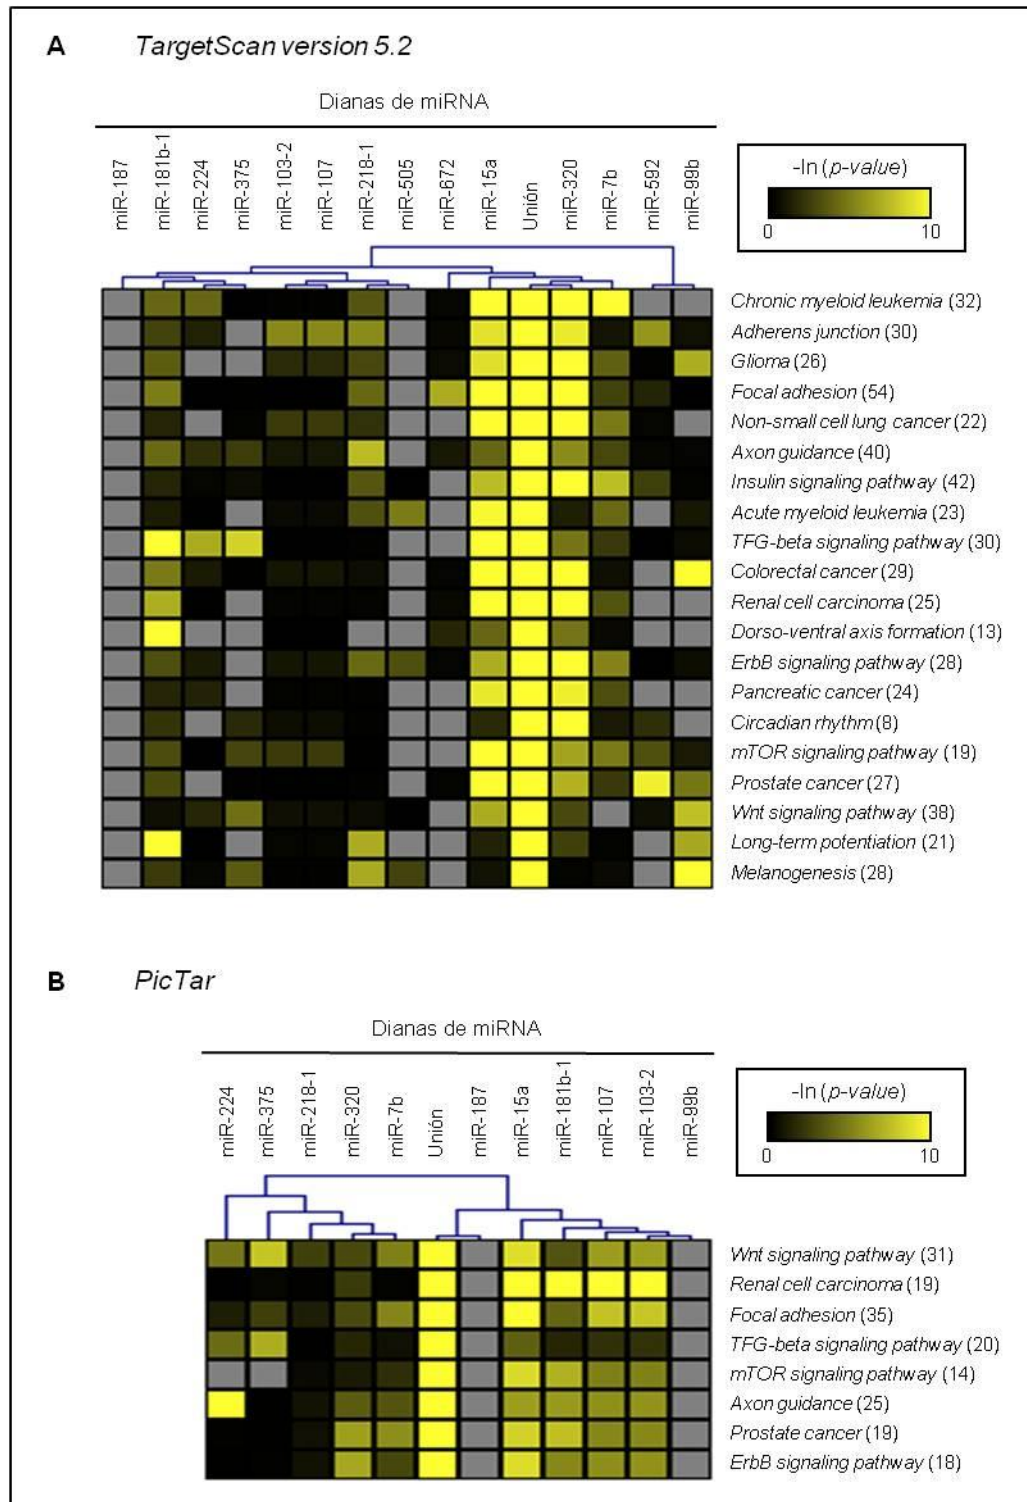 A TargetScan version 5.2
Dianas de miRNA
miR-187
miR-181b-1
miR-224
miR-375
miR-103-2
miR-107
miR-218-1
miR-505
miR-672
miR-15a
Unión
miR-320
miR-7b
miR-592
miR-99b
-ln (p-value)
0 10
Chronic myeloid leukemia (32)
Adherens junction (30)
Glioma (26)
Focal adhesion (54)
Non-small cell lung cancer (22)
Axon guidance (40)
Insulin signaling pathway (42)
Acute myeloid leukemia (23)
TFG-beta signaling pathway (30)
Colorectal cancer (29)
Renal cell carcinoma (25)
Dorso-ventral axis formation (13)
ErbB signaling pathway (28)
Pancreatic cancer (24)
Circadian rhythm (8)
mTOR signaling pathway (19)
Prostate cancer (27)
Wnt signaling pathway (38)
Long-term potentiation (21)
Melanogenesis (28)
B PicTar
Dianas de miRNA
miR-224
miR-375
miR-218-1
miR-320
miR-7b
Unión
miR-187
miR-15a
miR-181b-1
miR-107
miR-103-2
miR-99b
-ln (p-value)
0 10
Wnt signaling pathway (31)
Renal cell carcinoma (19)
Focal adhesion (35)
TFG-beta signaling pathway (20)
mTOR signaling pathway (14)
Axon guidance (25)
Prostate cancer (19)
ErbB signaling pathway (18)